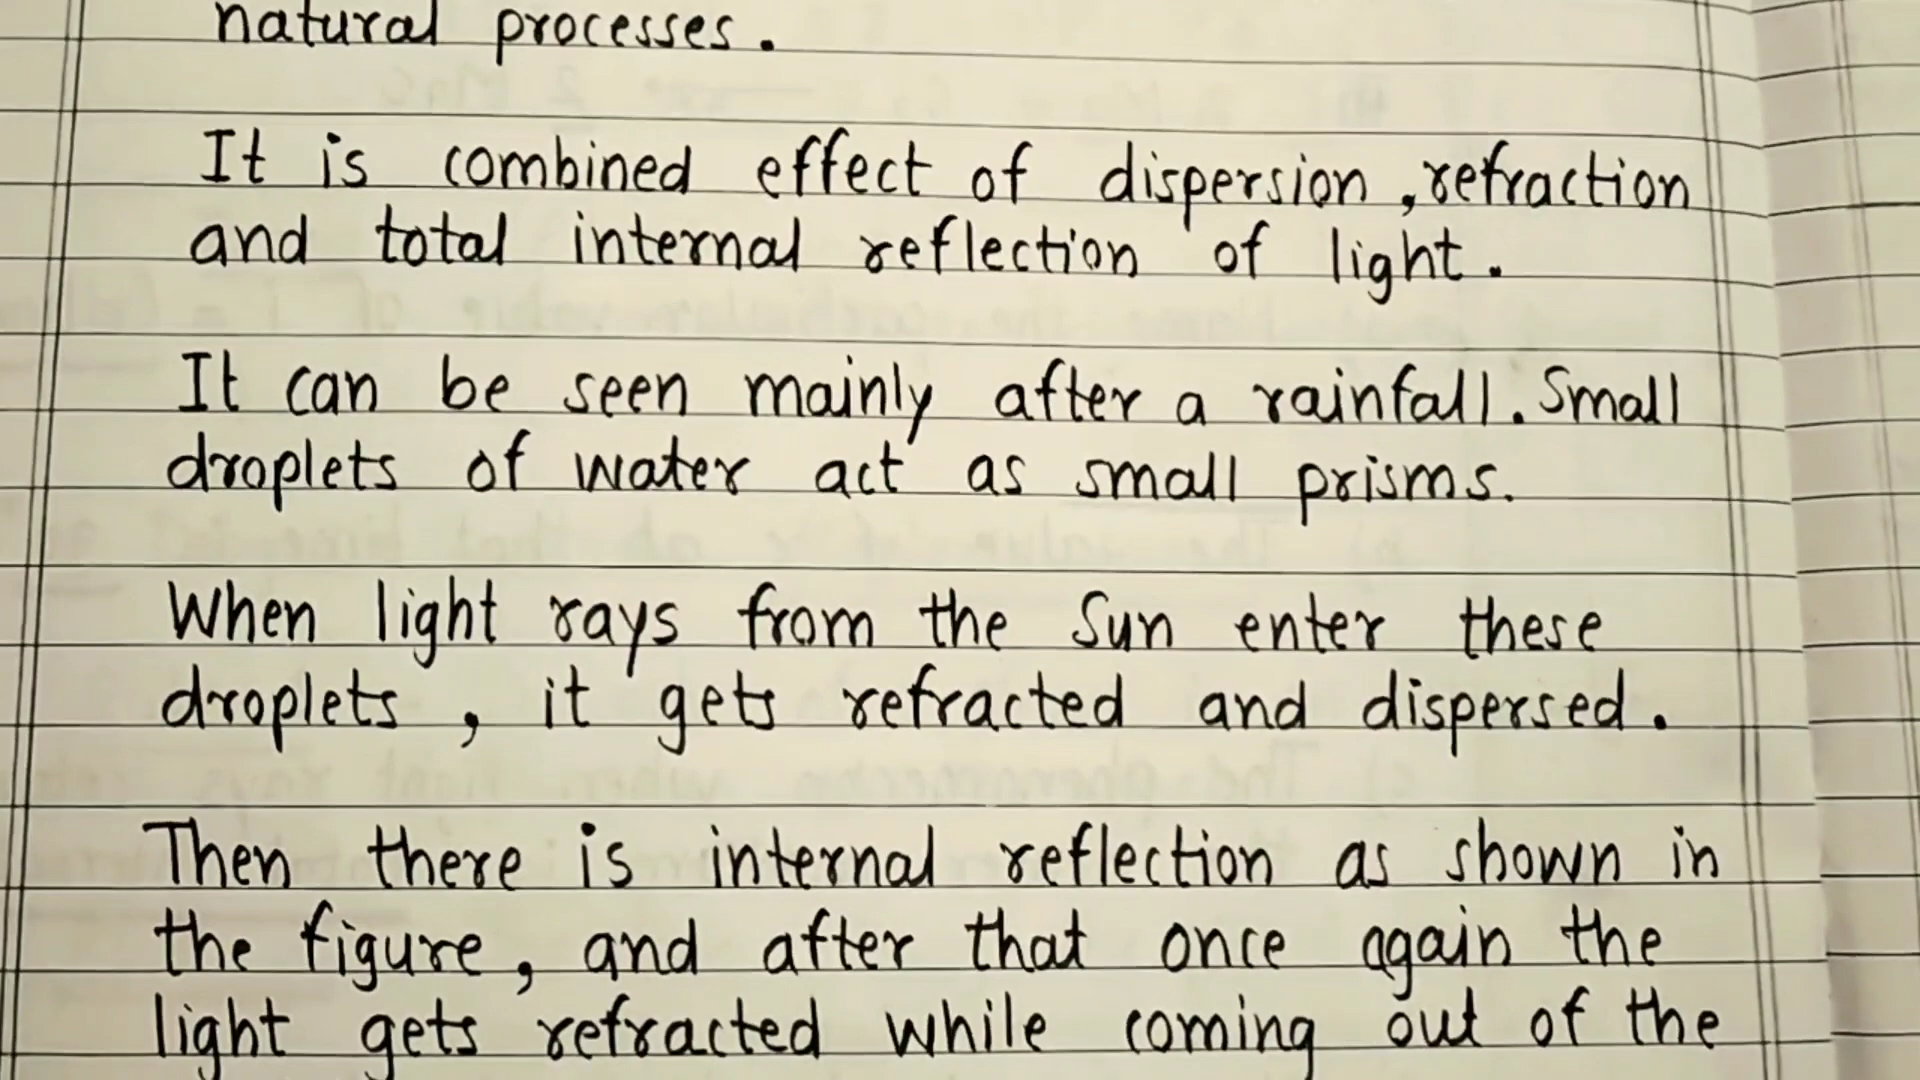 natural processes.
It is combined effect of dispersion, refraction
and total internal reflection of light.
It can be seen mainly after a rainfall. Small
droplets of water act as small prisms.
When light rays from the Sun enter these
droplets, it gets refracted and dispersed.
Then there is internal reflection as shown in
the figure, and after that once again the
light gets refracted while coming out of the